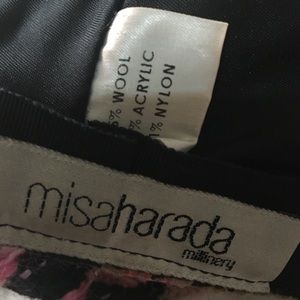 % WOOL
% ACRYLIC
% NYLON
misaharada
millinery